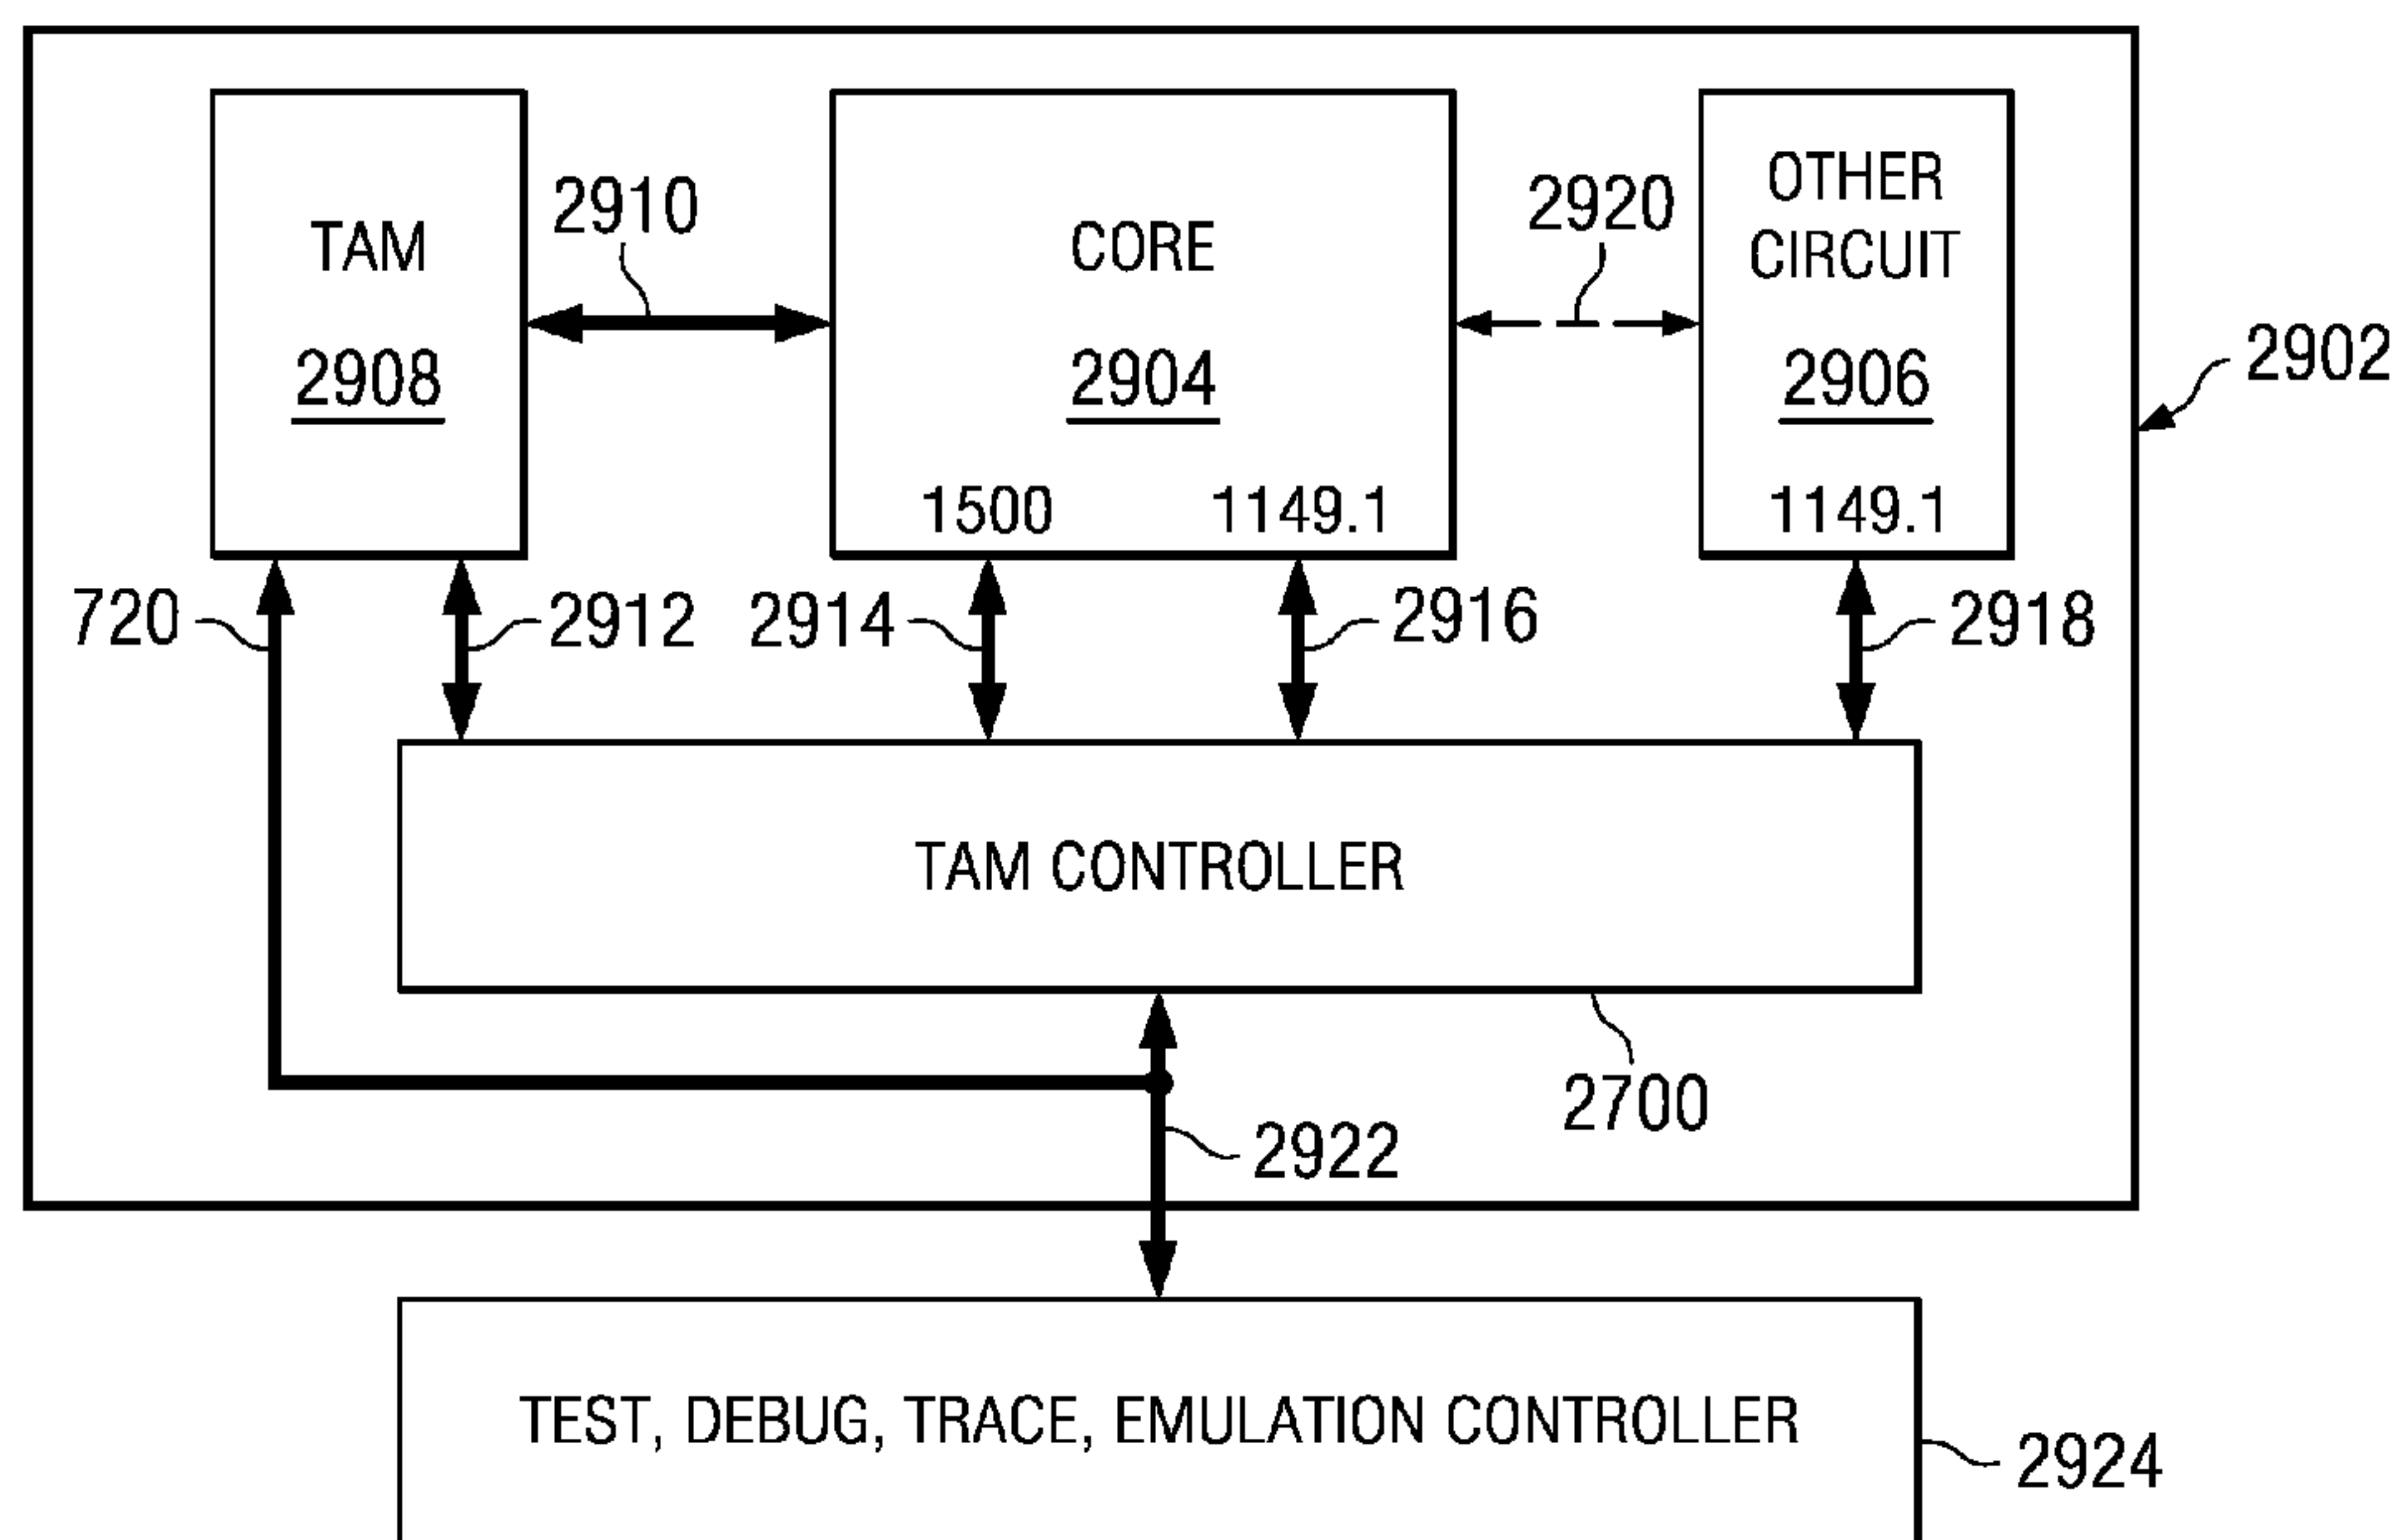 TAM
2908
2910
CORE
2904
1500 1149.1
2920
OTHER
CIRCUIT
2906
1149.1
2902
720
2912
2914
2916
2918
TAM CONTROLLER
2700
2922
TEST, DEBUG, TRACE, EMULATION CONTROLLER
2924